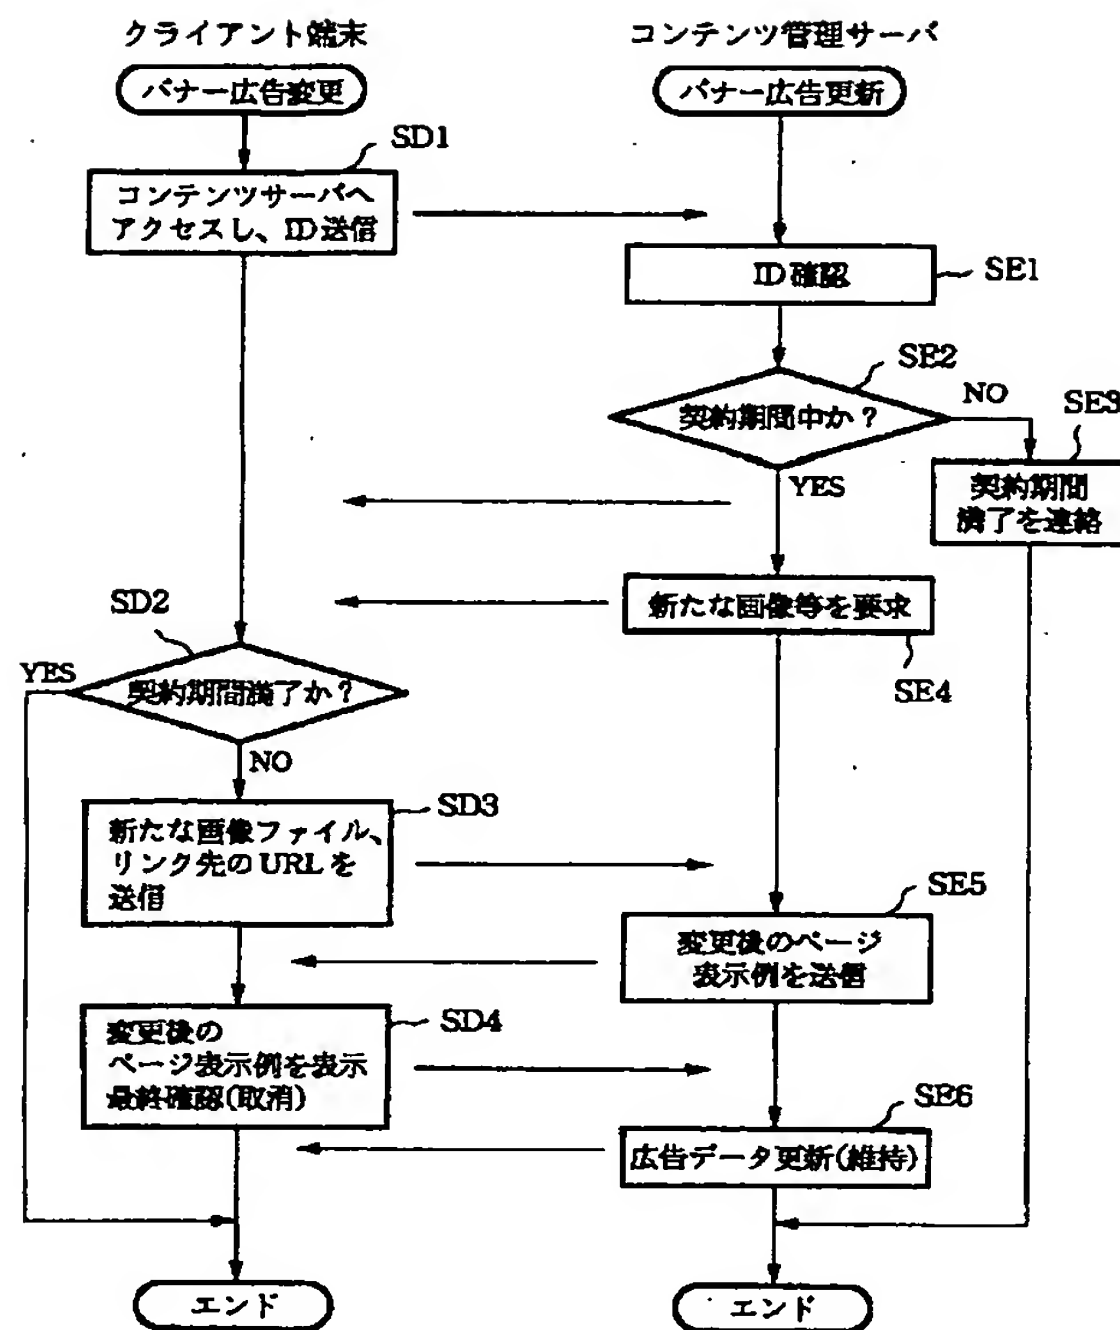 クライアント端末
コンテンツ管理サーバ
バナー広告変更
バナー広告更新
SD1
コンテンツサーバへ
アクセスし、ID送信
ID確認
SE1
SE2
契約期間中か？
NO
SE3
YES
契約期間
満了を連絡
新たな画像等を要求
SE4
SD2
YES
契約期間満了か？
NO
SD3
新たな画像ファイル、
リンク先のURLを
送信
SE5
変更後のページ
表示例を送信
SD4
変更後の
ページ表示例を表示
最終確認(取消)
SE6
広告データ更新(維持)
エンド
エンド